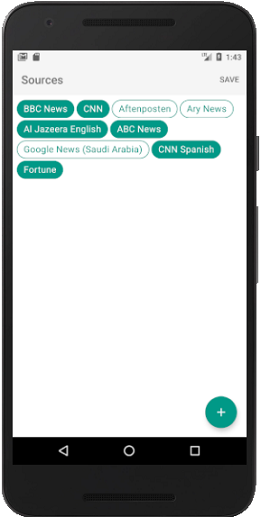 1:43
Sources SAVE
BBC News CNN Aftenposten Ary News
Al Jazeera English ABC News
Google News (Saudi Arabia) CNN Spanish
Fortune
+